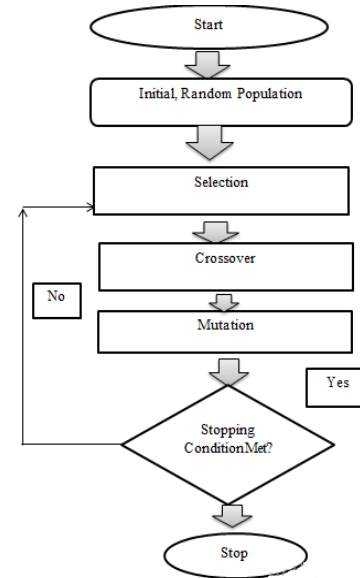 Start
Initial, Random Population
Selection
Crossover
No
Mutation
Yes
Stopping
ConditionMet?
Stop